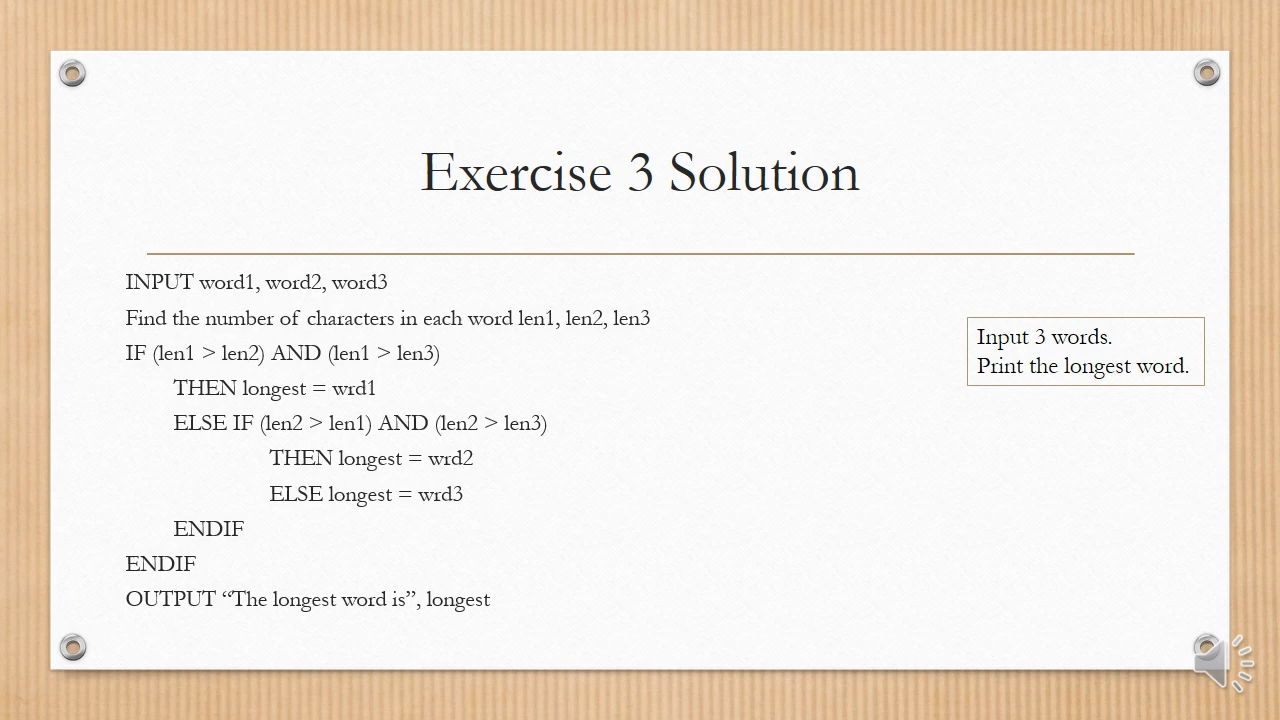 Exercise 3 Solution
INPUT word1, word2, word3
Find the number of characters in each word len1, len2, len3
IF (len1 > len2) AND (len1 > len3)
THEN longest = wrd1
ELSE IF (len2 > len1) AND (len2 > len3)
THEN longest = wrd2
ELSE longest = wrd3
ENDIF
ENDIF
OUTPUT “The longest word is”, longest
Input 3 words.
Print the longest word.